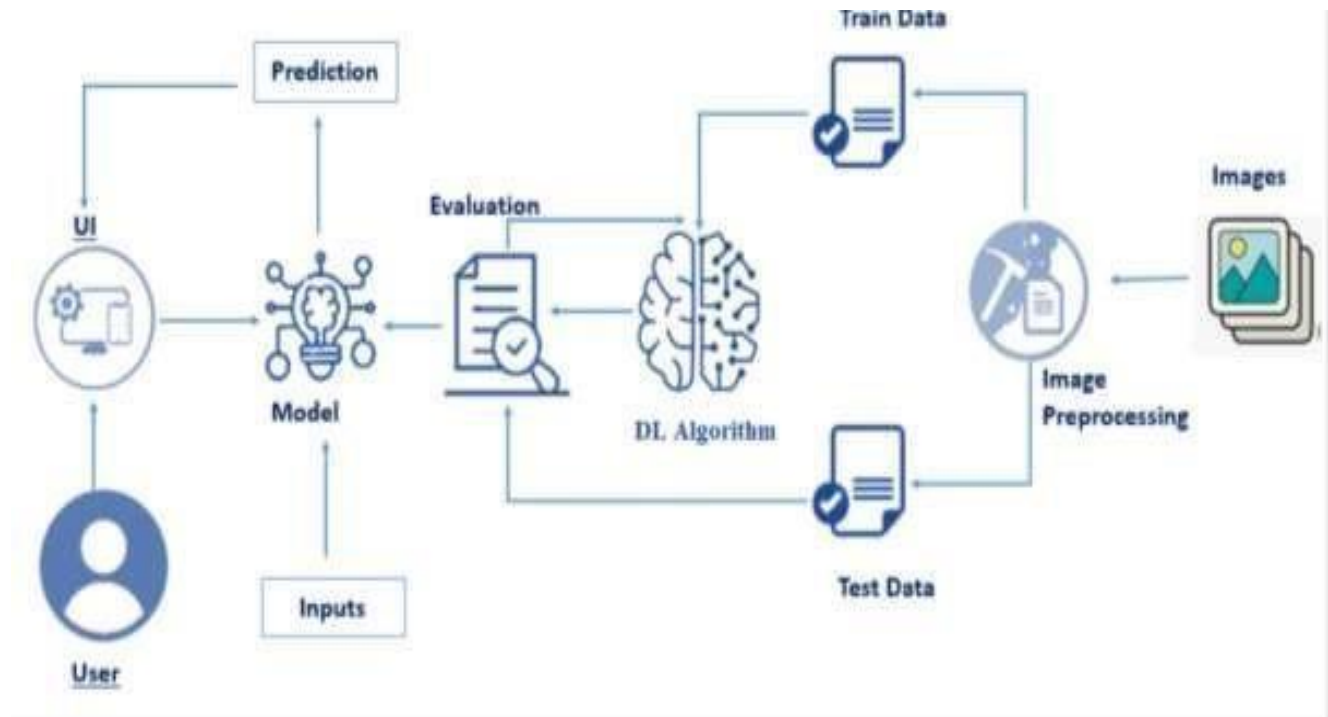 Train Data
Prediction
Images
Evaluation
UI
Image
Preprocessing
Model
DL Algorithm
Test Data
Inputs
User